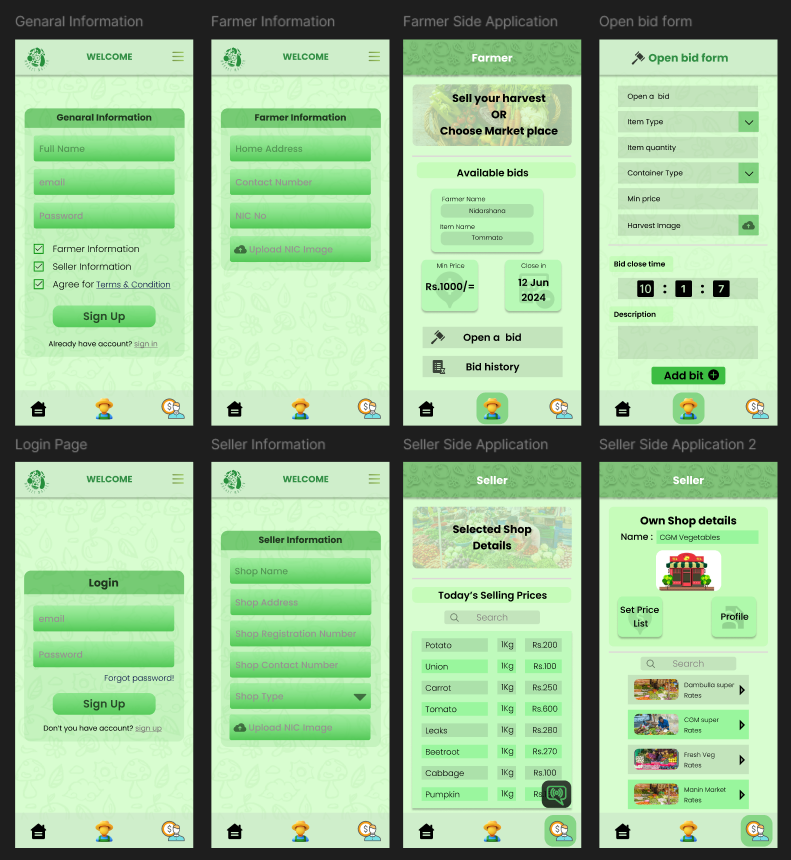 Genaral Information
WELCOME
Genaral Information
Full Name
email
Password
Farmer Information
Seller Information
Agree for Terms & Condition
Sign Up
Already have account? sign in
Farmer Information
WELCOME
Farmer Information
Home Address
Contact Number
NIC No
Upload NIC Image
Farmer Side Application
Farmer
Sell your harvest
OR
Choose Market place
Available bids
Farmer Name
Nidarshana
Item Name
Tommato
Min Price
Rs.1000/=
Close in
12 Jun
2024
Open a bid
Bid history
Open bid form
Open bid form
Open a bid
Item Type
Item quantity
Container Type
Min price
Harvest Image
Bid close time
10 : 1 : 7
Description
Add bit
Login Page
WELCOME
Login
email
Password
Forgot password!
Sign Up
Don't you have account? sign up
Seller Information
WELCOME
Seller Information
Shop Name
Shop Address
Shop Registration Number
Shop Contact Number
Shop Type
Upload NIC Image
Seller Side Application
Seller
Selected Shop
Details
Today's Selling Prices
Search
Potato 1Kg Rs.200
Union 1Kg Rs.100
Carrot 1Kg Rs.250
Tomato 1Kg Rs.600
Leaks 1Kg Rs.280
Beetroot 1Kg Rs.270
Cabbage 1Kg Rs.100
Pumpkin 1Kg Rs
Seller Side Application 2
Seller
Own Shop details
Name : CGM Vegetables
Set Price
List
Profile
Search
Dambulla super
Rates
CGM super
Rates
Fresh Veg
Rates
Manin Market
Rates